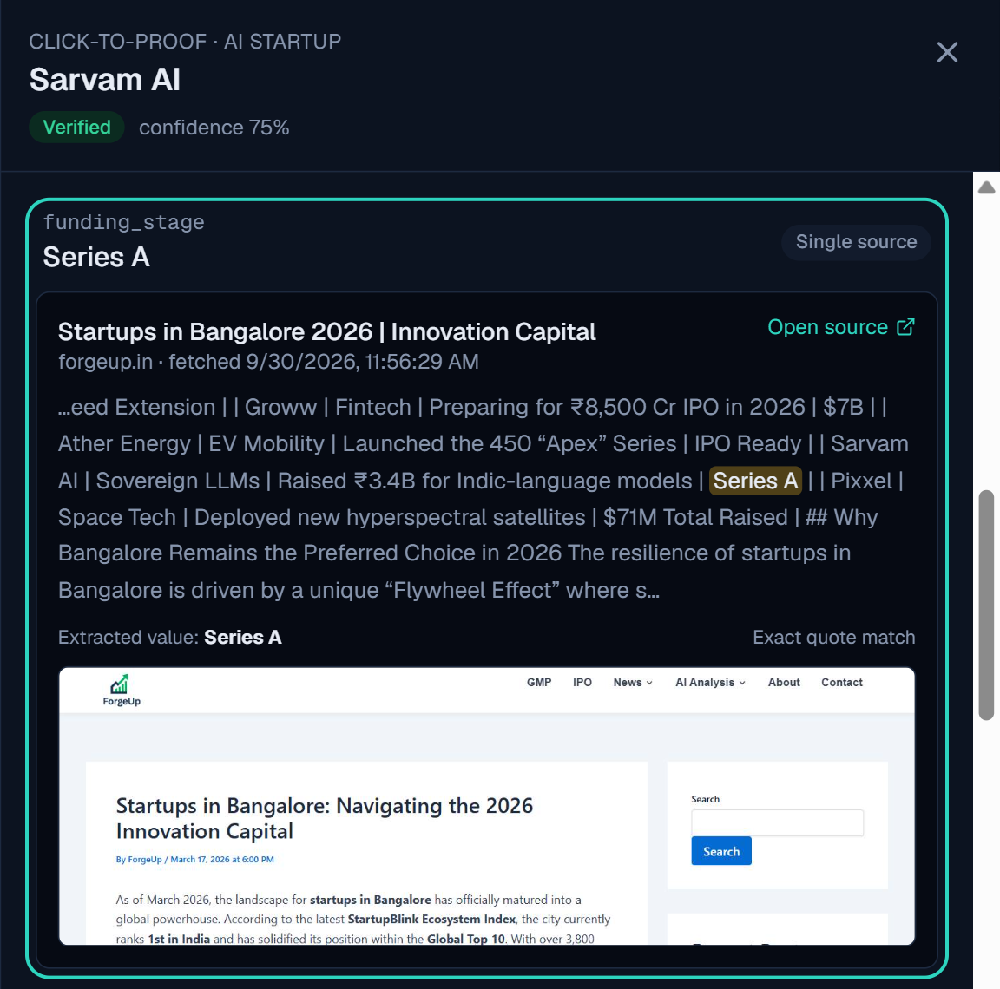 CLICK-TO-PROOF · AI STARTUP
Sarvam AI
Verified confidence 75%
funding_stage
Series A
Single source
Startups in Bangalore 2026 | Innovation Capital
Open source
forgeup.in · fetched 9/30/2026, 11:56:29 AM
…eed Extension | | Groww | Fintech | Preparing for ₹8,500 Cr IPO in 2026 | $7B | |
Ather Energy | EV Mobility | Launched the 450 “Apex” Series | IPO Ready | | Sarvam
AI | Sovereign LLMs | Raised ₹3.4B for Indic-language models | Series A | | Pixxel |
Space Tech | Deployed new hyperspectral satellites | $71M Total Raised | ## Why
Bangalore Remains the Preferred Choice in 2026 The resilience of startups in
Bangalore is driven by a unique “Flywheel Effect” where s…
Extracted value: Series A
Exact quote match
ForgeUp
GMP IPO News AI Analysis About Contact
Startups in Bangalore: Navigating the 2026
Innovation Capital
By ForgeUp / March 17, 2026 at 6:00 PM
As of March 2026, the landscape for startups in Bangalore has officially matured into a
global powerhouse. According to the latest StartupBlink Ecosystem Index, the city currently
ranks 1st in India and has solidified its position within the Global Top 10. With over 3,800
Search
Search